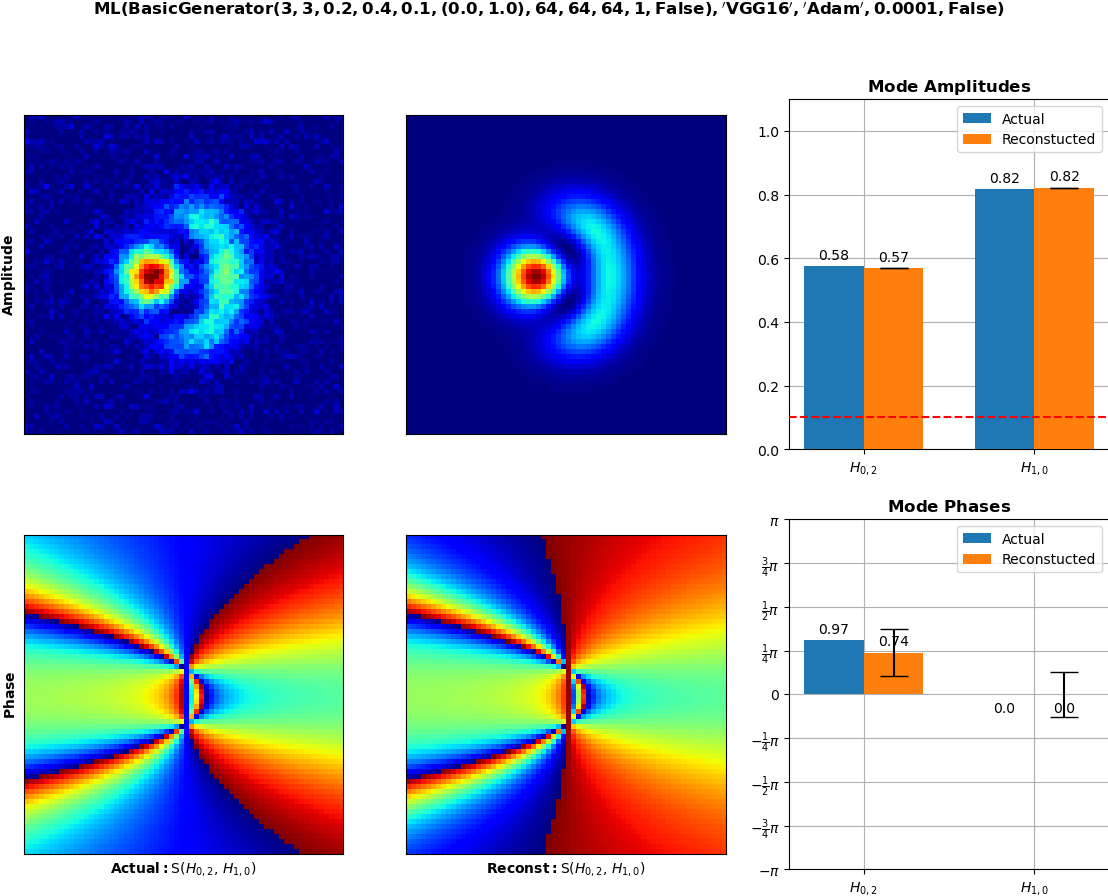 ML(BasicGenerator(3, 3, 0.2, 0.4, 0.1, (0.0, 1.0), 64, 64, 64, 1, False), 'VGG16', 'Adam', 0.0001, False)
Amplitude
Mode Amplitudes
Actual
Reconstucted
1.0
0.8
0.6
0.4
0.2
0.0
0.58
0.57
0.82
0.82
H₀,₂
H₁,₀
Phase
Actual: S(H₀,₂, H₁,₀)
Reconst: S(H₀,₂, H₁,₀)
Mode Phases
Actual
Reconstucted
π
3/4π
1/2π
1/4π
0
−1/4π
−1/2π
−3/4π
−π
0.97
0.74
0.0
0.0
H₀,₂
H₁,₀